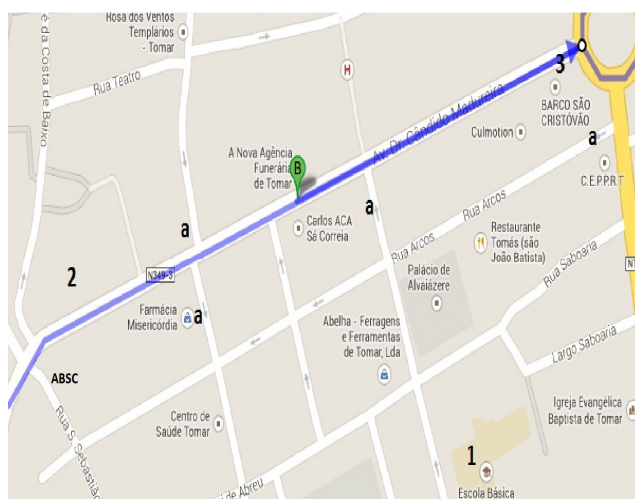 Rosa dos Ventos
Templários -
- Tomar
é da Costa de Baixo
Rua Teatro
H
3
BARCO SÃO
CRISTÓVÃO
Av. Dr. Cândido Madureira
Culmotion
a
A Nova Agência
Funerária
de Tomar
B
C.E.P.P.R.T
a
a
Carlos ACA
Sá Correia
Rua Arcos
Rua Arcos
Restaurante
Tomás (são
João Batista)
Rua Saboaria
2
N349-3
Palácio de
Alvaiázere
Farmácia
Misericórdia
a
Abelha - Ferragens
e Ferramentas
de Tomar, Lda
Largo Saboaria
ABSC
Rua S. Sebastião
Centro de
Saúde Tomar
Igreja Evangélica
Baptista de Tomar
1
de Abreu
Escola Básica